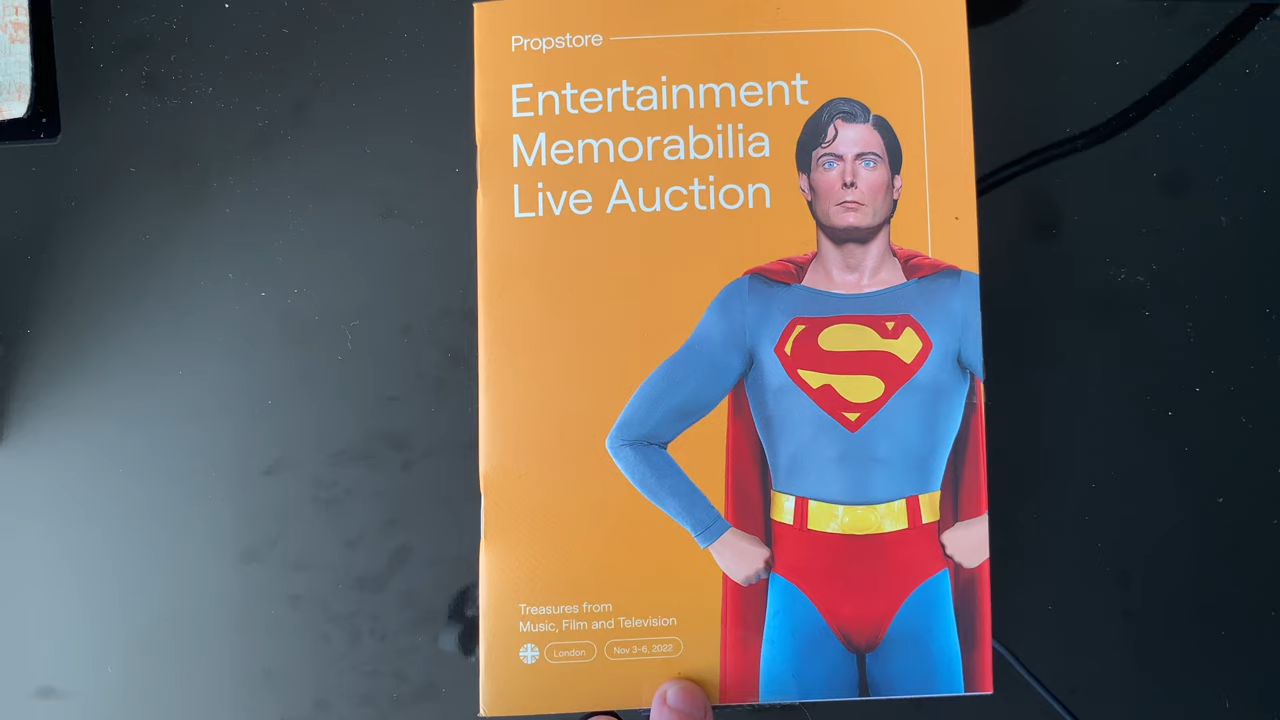 Propstore
Entertainment
Memorabilia
Live Auction
Treasures from
Music, Film and Television
London
Nov 3-6, 2022